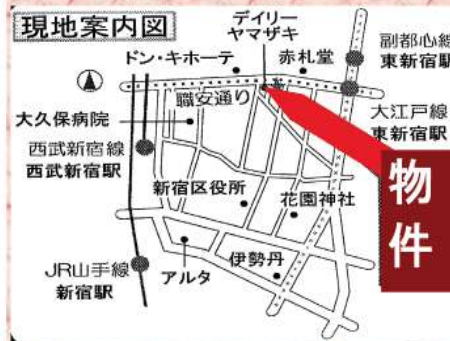 現地案内図
デイリー
ヤマザキ
ドン・キホーテ
赤札堂
副都心線
東新宿駅
職安通り
大江戸線
東新宿駅
大久保病院
西武新宿線
西武新宿駅
新宿区役所
花園神社
物件
伊勢丹
アルタ
JR山手線
新宿駅